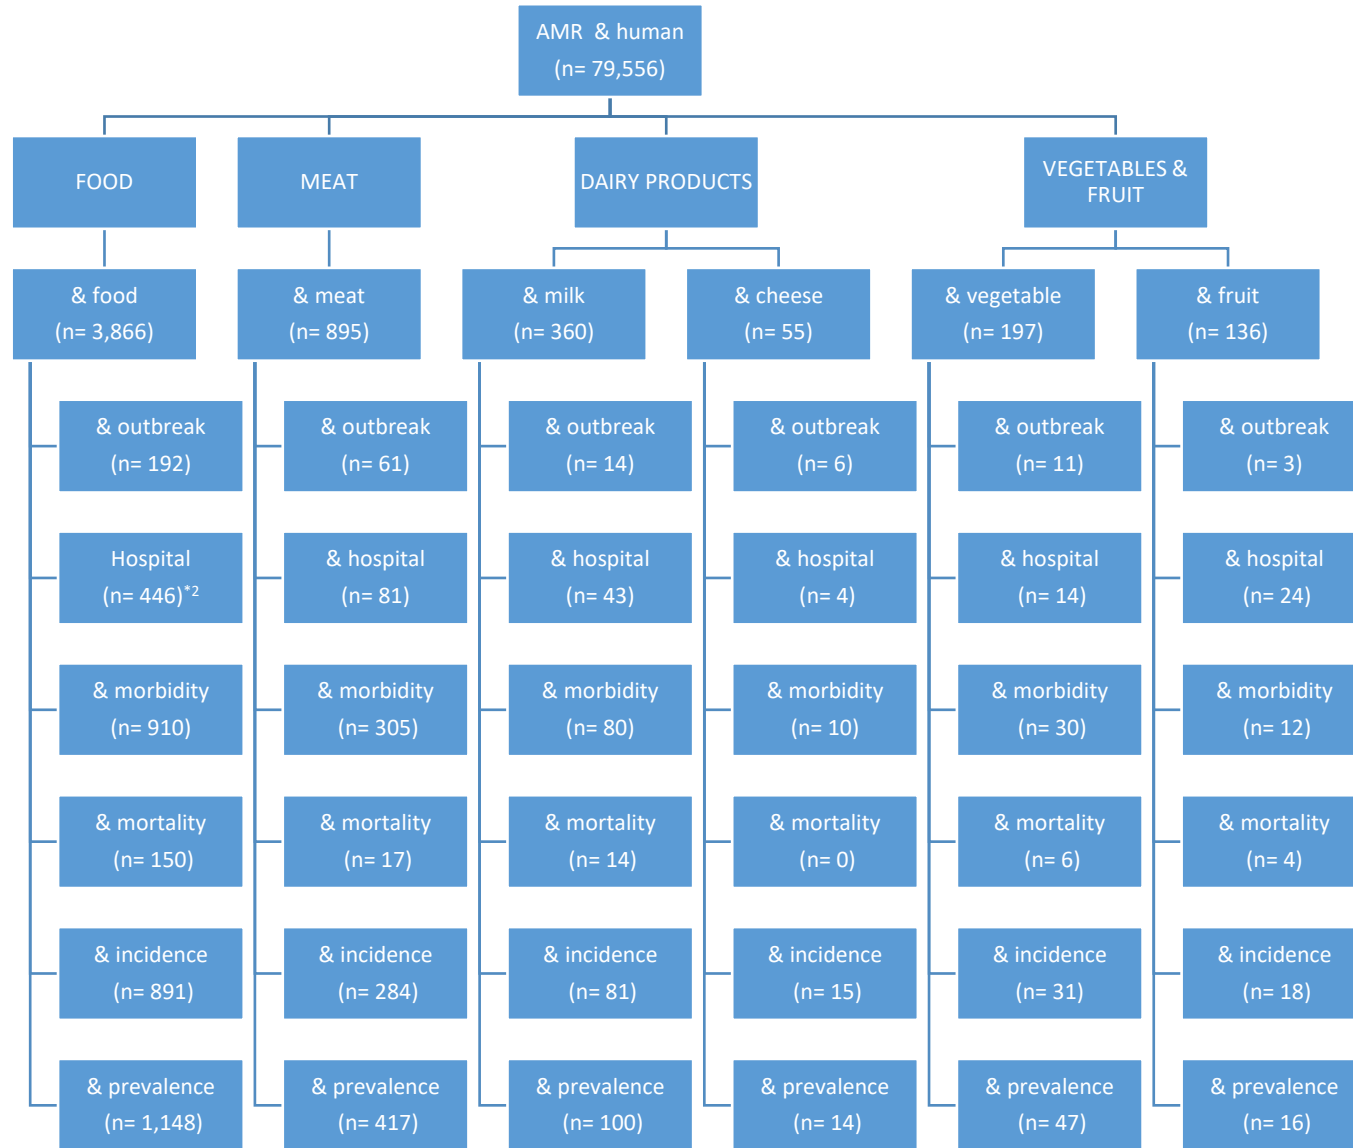 AMR & human
(n= 79,556)
FOOD
MEAT
DAIRY PRODUCTS
VEGETABLES &
FRUIT
& food
(n= 3,866)
& meat
(n= 895)
& milk
(n= 360)
& cheese
(n= 55)
& vegetable
(n= 197)
& fruit
(n= 136)
& outbreak
(n= 192)
& outbreak
(n= 61)
& outbreak
(n= 14)
& outbreak
(n= 6)
& outbreak
(n= 11)
& outbreak
(n= 3)
Hospital
(n= 446)*2
& hospital
(n= 81)
& hospital
(n= 43)
& hospital
(n= 4)
& hospital
(n= 14)
& hospital
(n= 24)
& morbidity
(n= 910)
& morbidity
(n= 305)
& morbidity
(n= 80)
& morbidity
(n= 10)
& morbidity
(n= 30)
& morbidity
(n= 12)
& mortality
(n= 150)
& mortality
(n= 17)
& mortality
(n= 14)
& mortality
(n= 0)
& mortality
(n= 6)
& mortality
(n= 4)
& incidence
(n= 891)
& incidence
(n= 284)
& incidence
(n= 81)
& incidence
(n= 15)
& incidence
(n= 31)
& incidence
(n= 18)
& prevalence
(n= 1,148)
& prevalence
(n= 417)
& prevalence
(n= 100)
& prevalence
(n= 14)
& prevalence
(n= 47)
& prevalence
(n= 16)